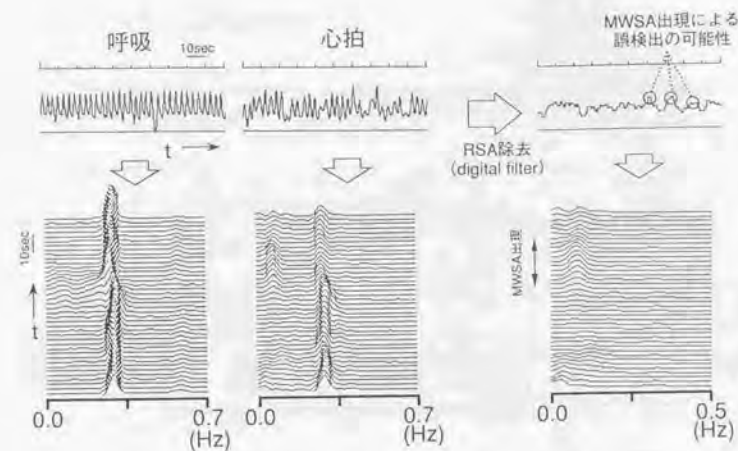 呼吸
10sec
心拍
MWSA出現による
誤検出の可能性
t
RSA除去
(digital filter)
10sec
t
MWSA出現
0.0
0.7
(Hz)
0.0
0.7
(Hz)
0.0
0.5
(Hz)